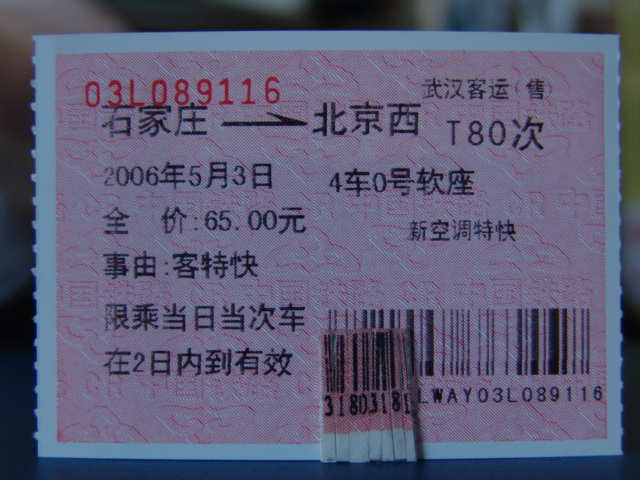 03L089116
武汉客运(售)
石家庄 → 北京西 T80次
2006年5月3日 4车0号软座
全 价:65.00元
新空调特快
事由:客特快
限乘当日当次车
在2日内到有效
31803181
LWAY03L089116